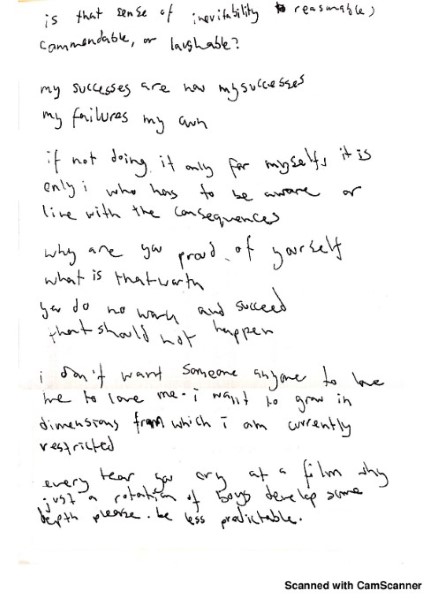 is that sense of inevitability reasonable,
commendable, or laughable?
my successes are now my successes
my failures my own
if not doing it only for myself, it is
only i who has to be aware or
live with the consequences
why are you proud of yourself
what is that worth
you do no work and succeed
that should not happen
i don't want someone anyone to love
me to love me. i want to grow in
dimensions from which i am currently
restricted
every tear you cry at a film why
just a rotation of boys develop some
depth please. be less predictable.
Scanned with CamScanner